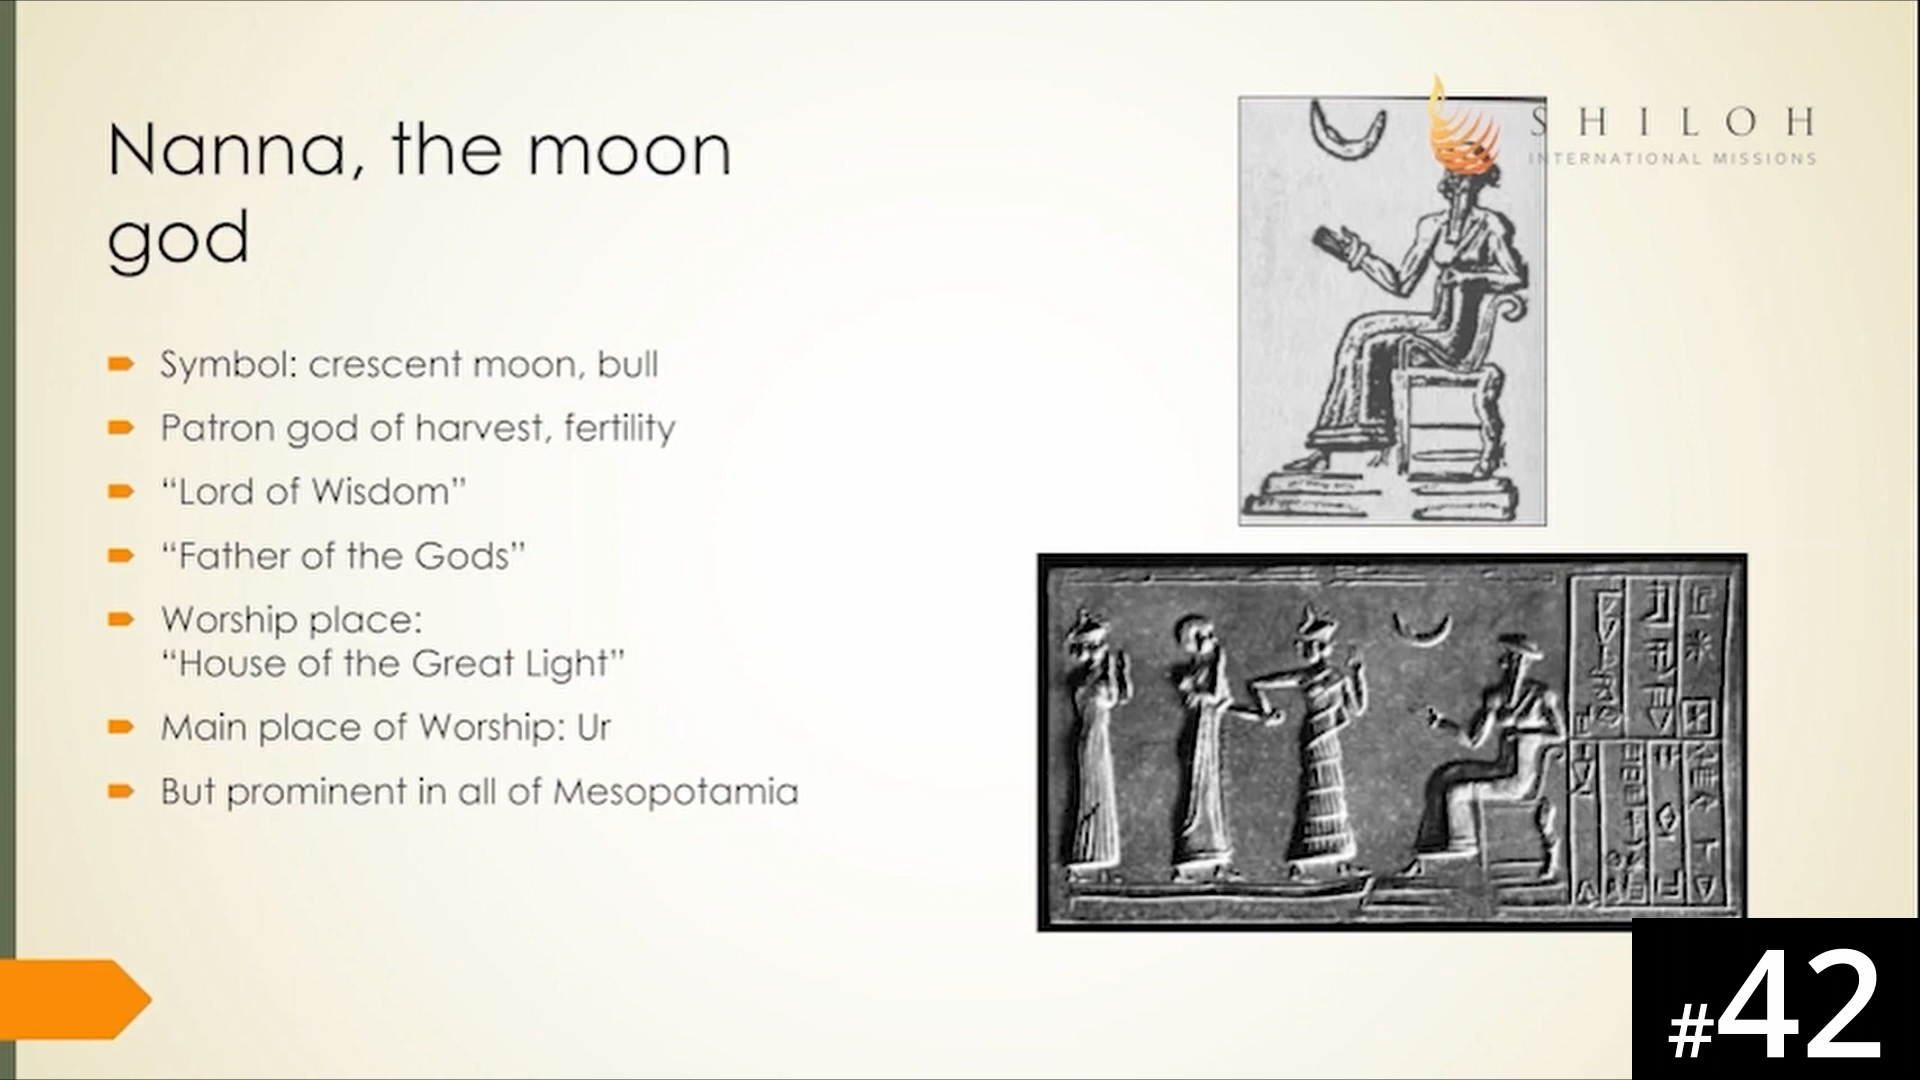 Nanna, the moon
god
SHILOH
INTERNATIONAL MISSIONS
Symbol: crescent moon, bull
Patron god of harvest, fertility
“Lord of Wisdom”
“Father of the Gods”
Worship place:
“House of the Great Light”
Main place of Worship: Ur
But prominent in all of Mesopotamia
#42